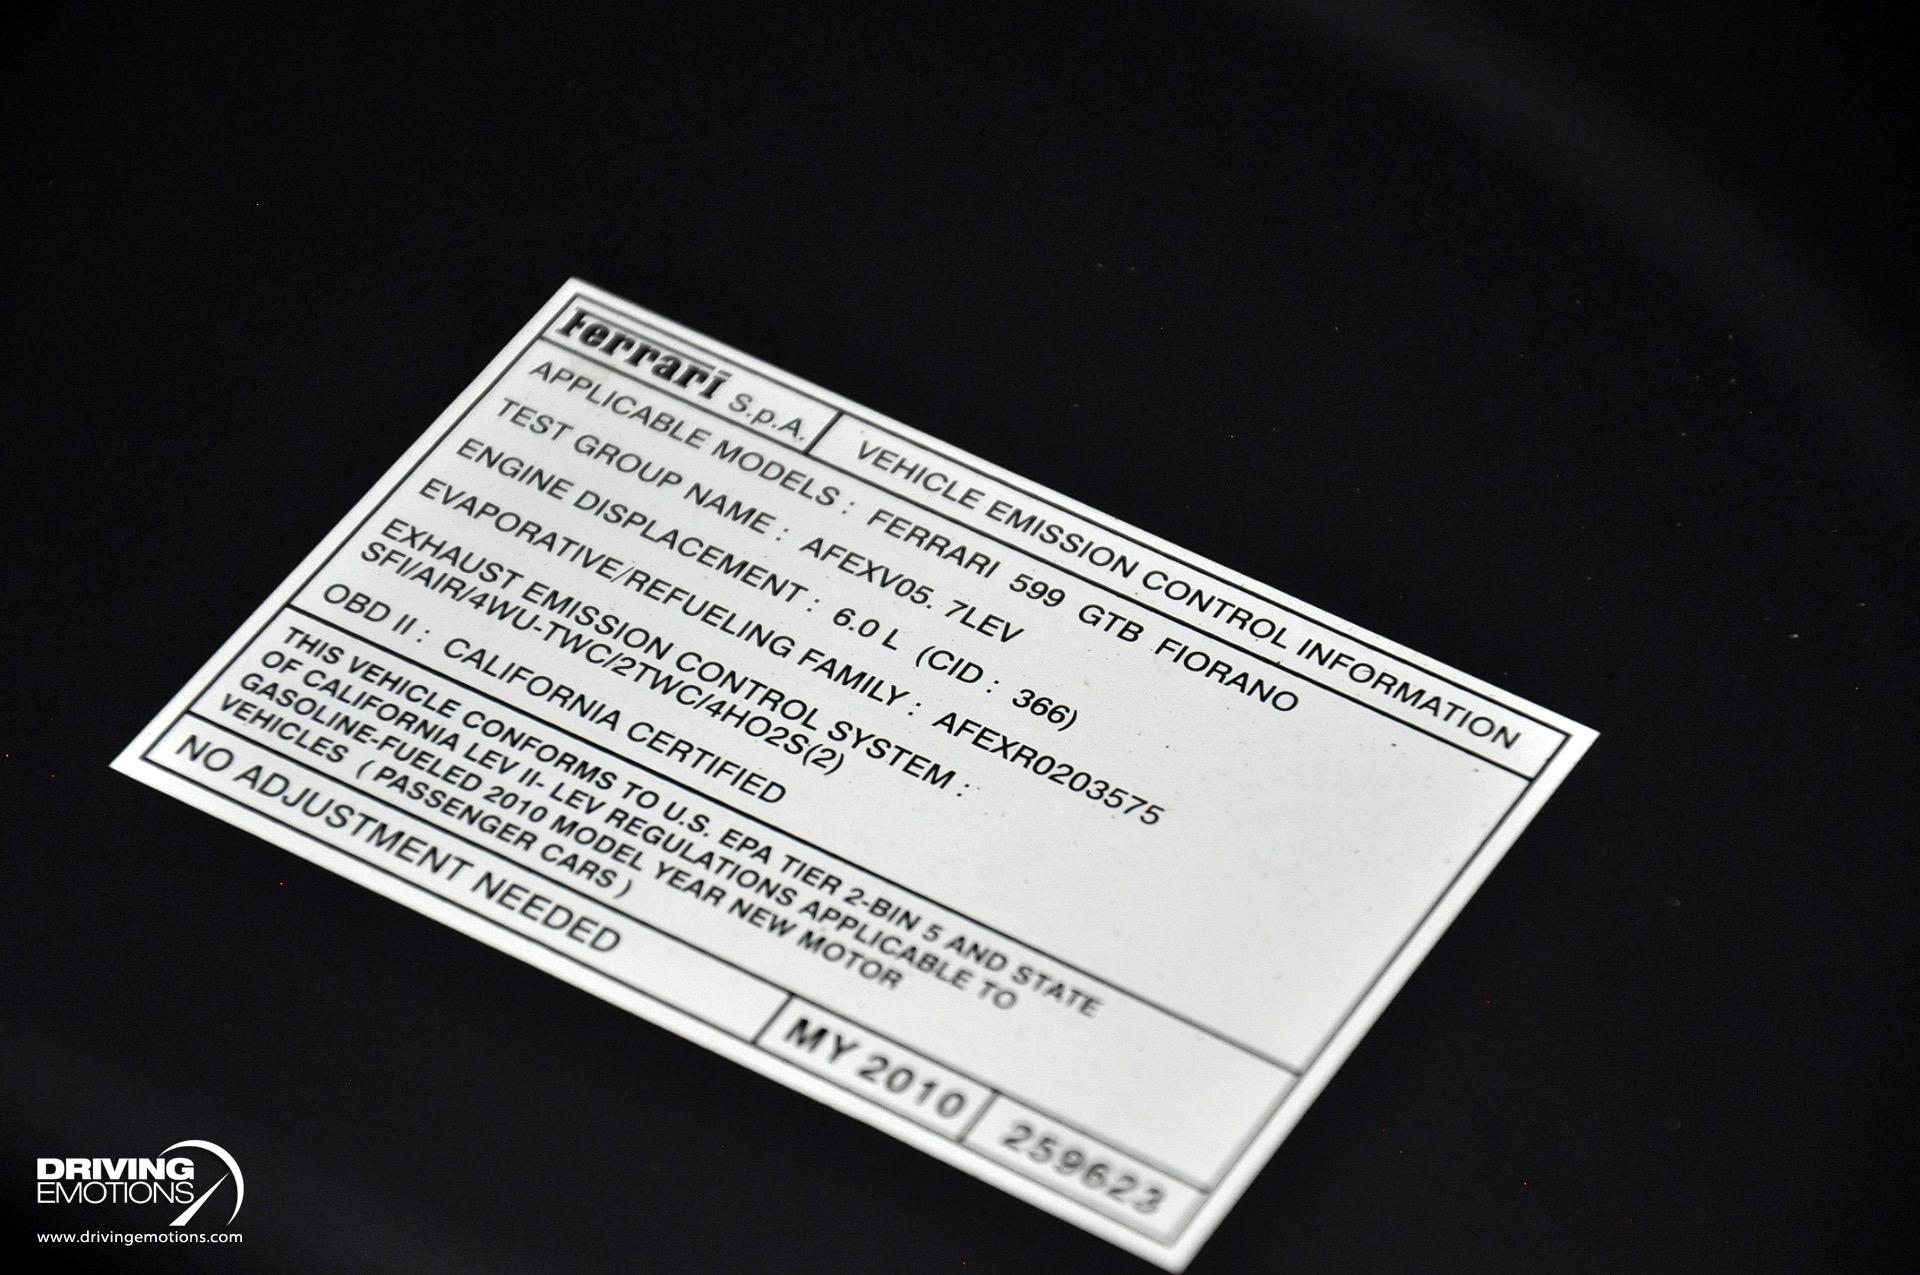 Ferrari S.p.A. VEHICLE EMISSION CONTROL INFORMATION
APPLICABLE MODELS : FERRARI 599 GTB FIORANO
TEST GROUP NAME : AFEXV05. 7LEV
ENGINE DISPLACEMENT : 6.0 L (CID : 366)
EVAPORATIVE/REFUELING FAMILY : AFEXR0203575
EXHAUST EMISSION CONTROL SYSTEM :
SFI/AIR/4WU-TWC/2TWC/4HO2S(2)
OBD II : CALIFORNIA CERTIFIED
THIS VEHICLE CONFORMS TO U.S. EPA TIER 2-BIN 5 AND STATE
OF CALIFORNIA LEV II- LEV REGULATIONS APPLICABLE TO
GASOLINE-FUELED 2010 MODEL YEAR NEW MOTOR
VEHICLES ( PASSENGER CARS )
NO ADJUSTMENT NEEDED MY 2010 259623
DRIVING
EMOTIONS
www.drivingemotions.com